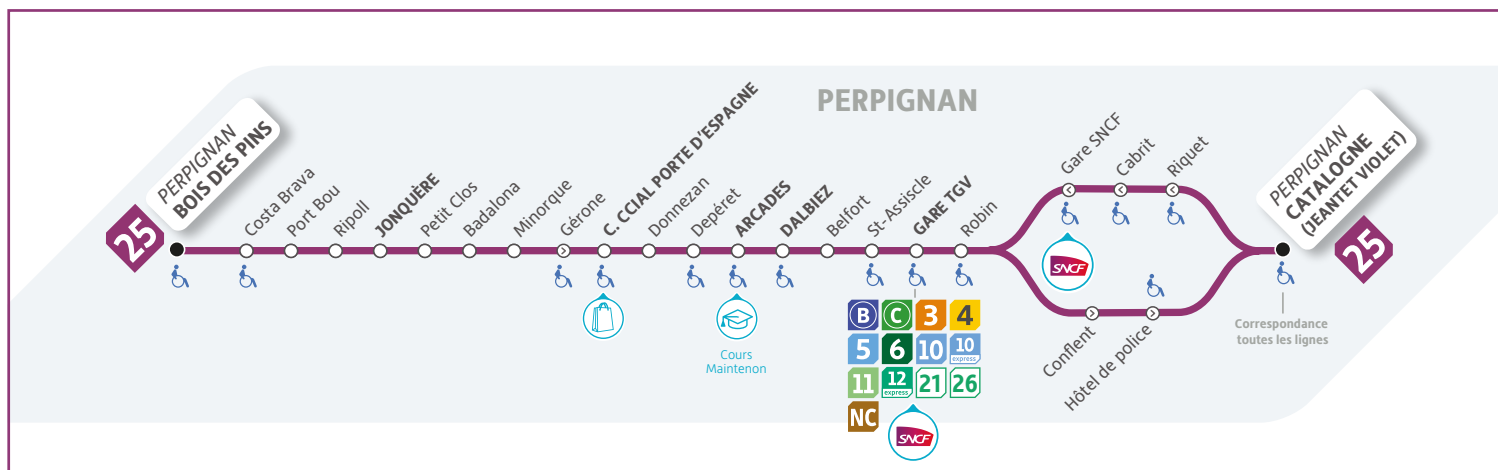 PERPIGNAN
25
PERPIGNAN
BOIS DES PINS
Costa Brava
Port Bou
Ripoll
JONQUÈRE
Petit Clos
Badalona
Minorque
Gérone
C. CCIAL PORTE D'ESPAGNE
Donnezan
Depéret
ARCADES
DALBIEZ
Belfort
St-Assiscle
GARE TGV
Robin
Gare SNCF
Cabrit
Riquet
Conflent
Hôtel de police
PERPIGNAN
CATALOGNE
(JEANTET VIOLET)
25
SNCF
Cours
Maintenon
B C 3 4
5 6 10 10 express
11 12 express 21 26
NC
SNCF
Correspondance
toutes les lignes